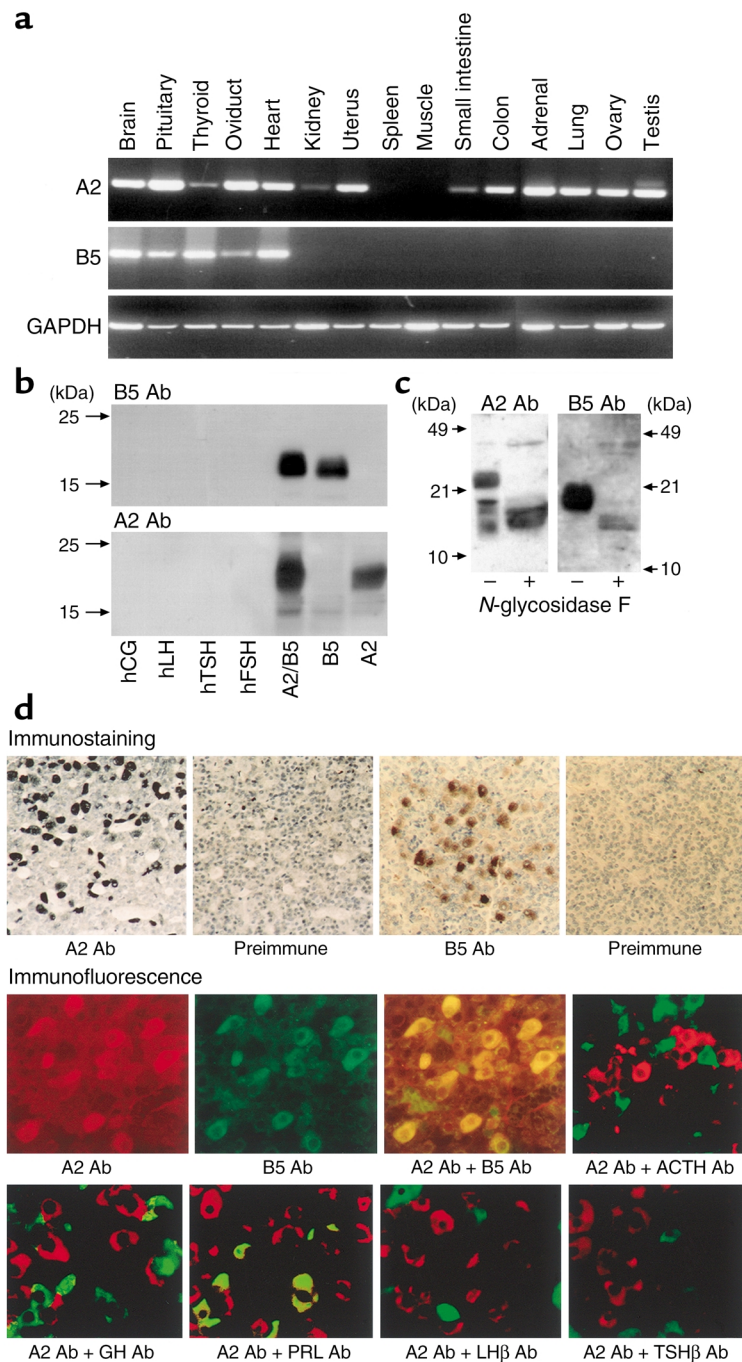 a
Brain Pituitary Thyroid Oviduct Heart Kidney Uterus Spleen Muscle Small intestine Colon Adrenal Lung Ovary Testis
A2
B5
GAPDH
b
(kDa) B5 Ab
25
15
A2 Ab
25
15
hCG hLH hTSH hFSH A2/B5 B5 A2
c
(kDa) A2 Ab B5 Ab (kDa)
49 49
21 21
10 10
– + – +
N-glycosidase F
d
Immunostaining
A2 Ab Preimmune B5 Ab Preimmune
Immunofluorescence
A2 Ab B5 Ab A2 Ab + B5 Ab A2 Ab + ACTH Ab
A2 Ab + GH Ab A2 Ab + PRL Ab A2 Ab + LHβ Ab A2 Ab + TSHβ Ab